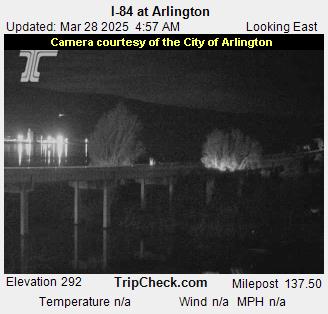 I-84 at Arlington
Updated: Mar 28 2025 4:57 AM Looking East
Camera courtesy of the City of Arlington
Elevation 292 TripCheck.com Milepost 137.50
Temperature n/a Wind n/a MPH n/a